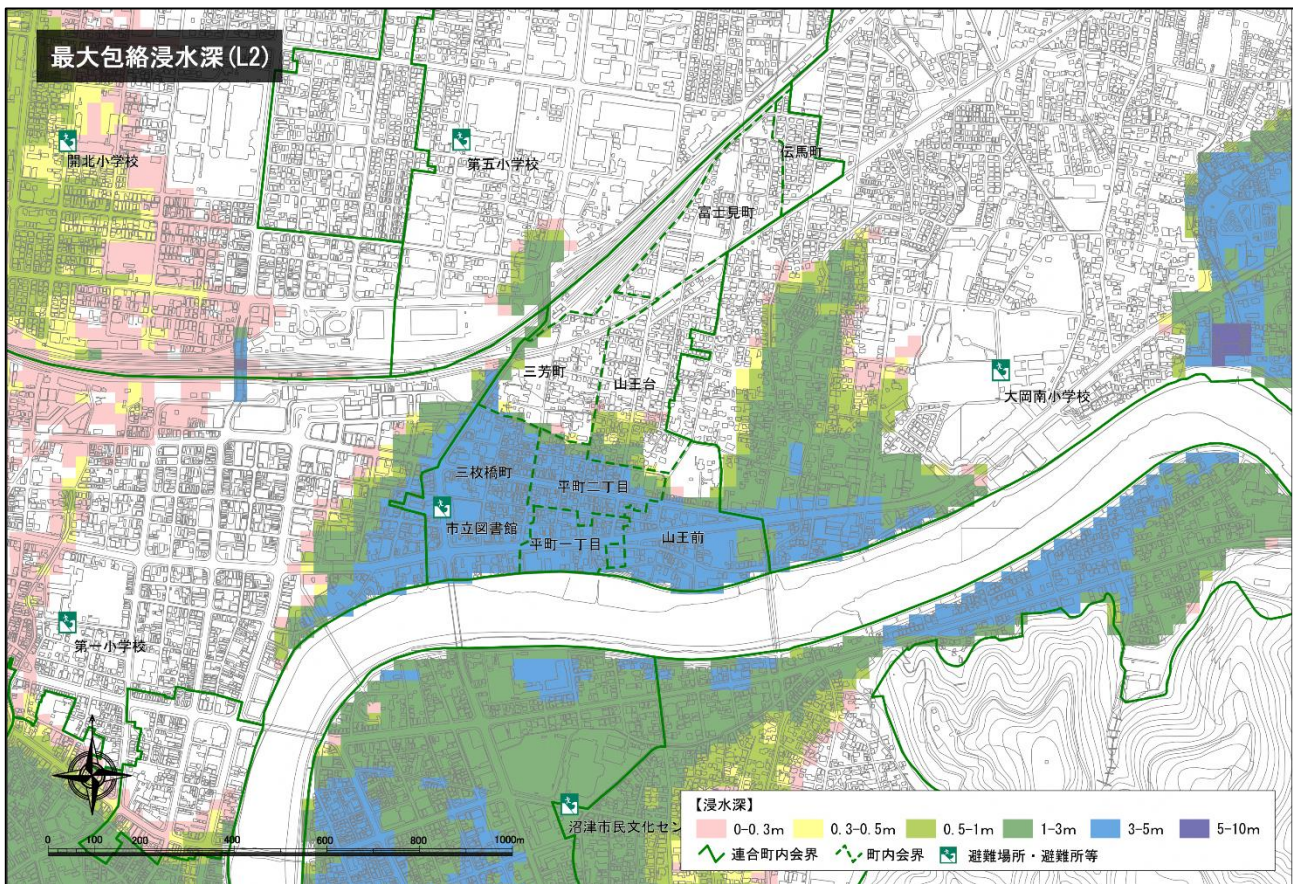 最大包絡浸水深(L2)
開北小学校
第五小学校
伝馬町
富士見町
三芳町
山王台
大岡南小学校
三枚橋町
平町二丁目
市立図書館
平町一丁目
山王前
第一小学校
沼津市民文化セン
0 100 200 400 600 800 1000m
【浸水深】
0-0.3m 0.3-0.5m 0.5-1m 1-3m 3-5m 5-10m
連合町内会界 町内会界 避難場所・避難所等